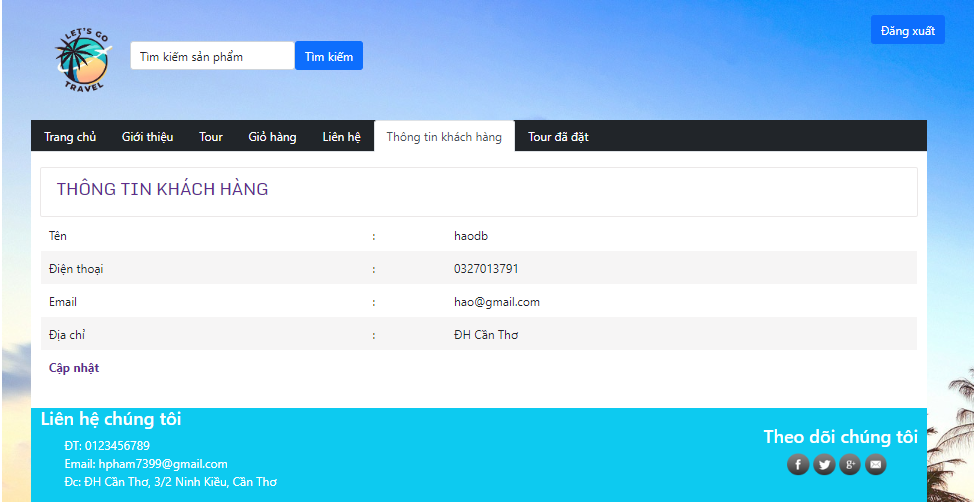 Đăng xuất
LET'S GO
TRAVEL
Tìm kiếm sản phẩm Tìm kiếm
Trang chủ Giới thiệu Tour Giỏ hàng Liên hệ Thông tin khách hàng Tour đã đặt
THÔNG TIN KHÁCH HÀNG
Tên : haodb
Điện thoại : 0327013791
Email : hao@gmail.com
Địa chỉ : ĐH Cần Thơ
Cập nhật
Liên hệ chúng tôi
ĐT: 0123456789
Email: hpham7399@gmail.com
Đc: ĐH Cần Thơ, 3/2 Ninh Kiều, Cần Thơ
Theo dõi chúng tôi